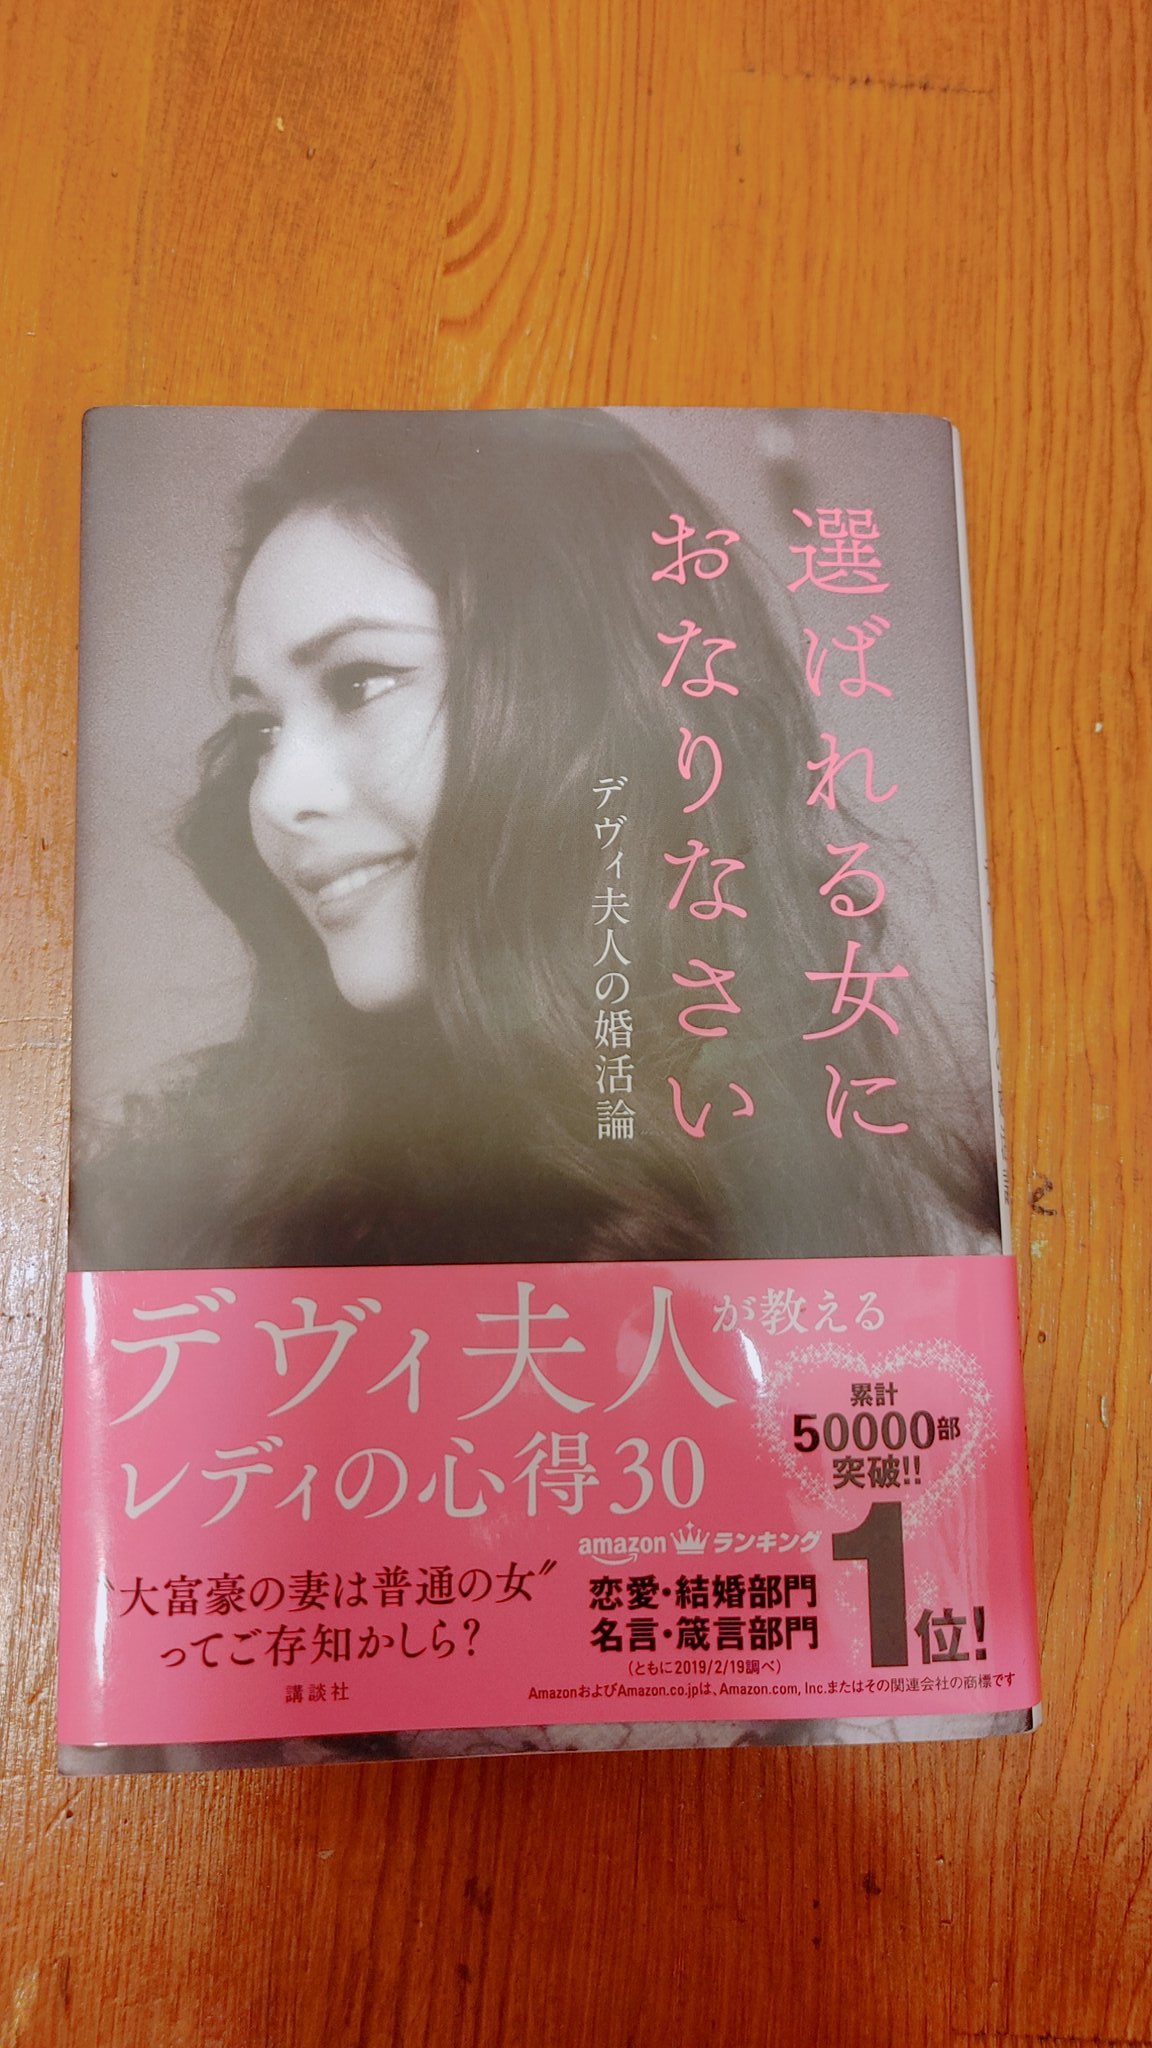 選ばれる女に
おなりなさい
デヴィ夫人の婚活論
デヴィ夫人が教える
レディの心得30
累計
50000部
突破!!
amazon ランキング
恋愛・結婚部門
名言・箴言部門
1位!
(ともに2019/2/19調べ)
〝大富豪の妻は普通の女〟
ってご存知かしら?
講談社
AmazonおよびAmazon.co.jpは、Amazon.com, Inc.またはその関連会社の商標です